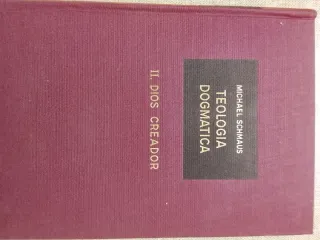 MICHAEL SCHMAUS
TEOLOGIA
DOGMATICA
II. DIOS CREADOR